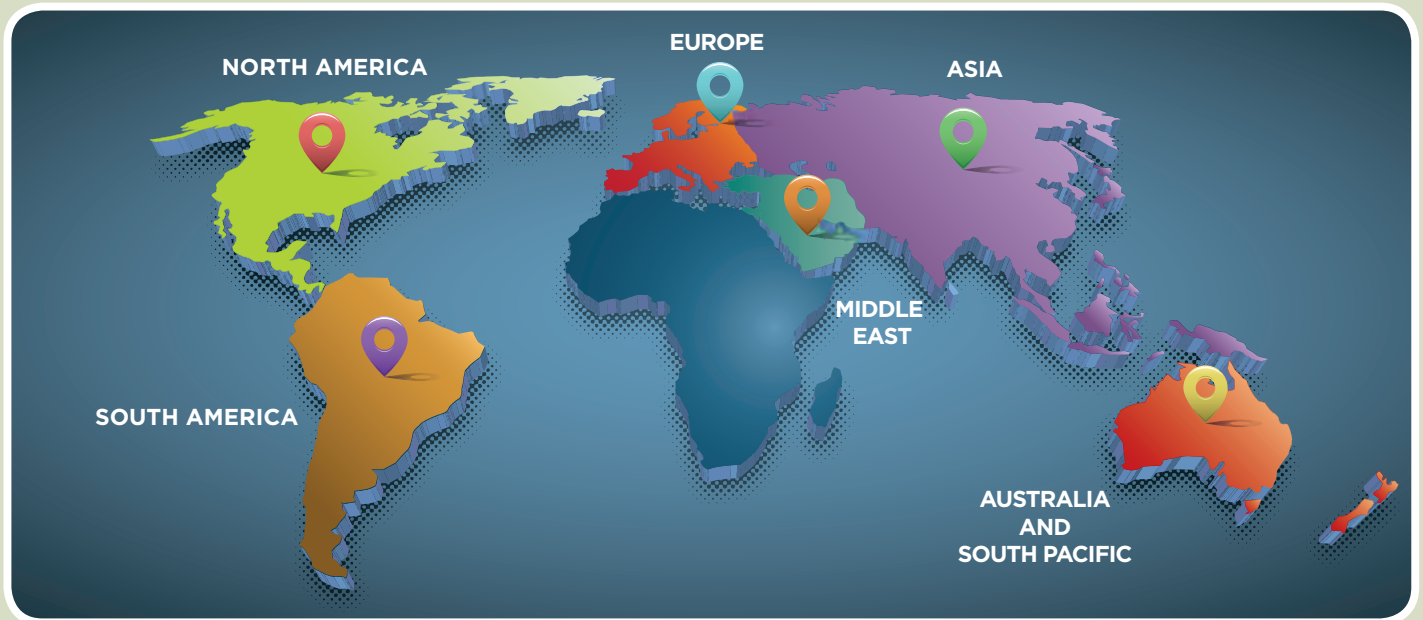 EUROPE
NORTH AMERICA
ASIA
MIDDLE
EAST
SOUTH AMERICA
AUSTRALIA
AND
SOUTH PACIFIC